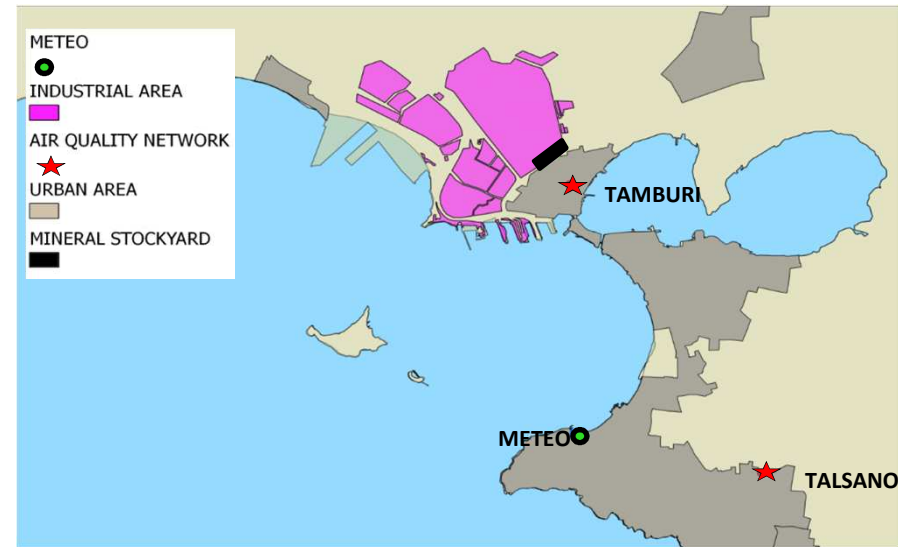 METEO
INDUSTRIAL AREA
AIR QUALITY NETWORK
URBAN AREA
MINERAL STOCKYARD
TAMBURI
METEO
TALSANO